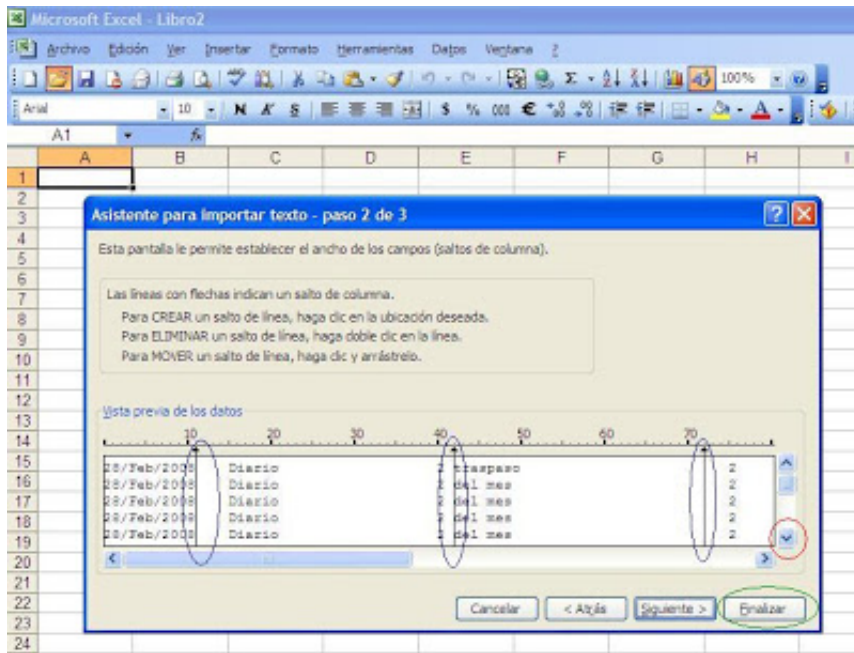 Microsoft Excel - Libro2
Archivo Edición Ver Insertar Formato Herramientas Datos Ventana ?
100%
Arial 10 N K S $ % 000 €
A1 fx
A B C D E F G H I
1
2
3 Asistente para importar texto - paso 2 de 3
4 Esta pantalla le permite establecer el ancho de los campos (saltos de columna).
5
6
7 Las líneas con flechas indican un salto de columna.
8 Para CREAR un salto de línea, haga clic en la ubicación deseada.
9 Para ELIMINAR un salto de línea, haga doble clic en la línea.
10 Para MOVER un salto de línea, haga clic y arrástrelo.
11
12
13 Vista previa de los datos
14 10 20 30 40 50 60 70
15 28/Feb/2008 Diario 2 traspaso 2
16 28/Feb/2008 Diario 2 del mes 2
17 28/Feb/2008 Diario 2 del mes 2
18 28/Feb/2008 Diario 2 del mes 2
19 28/Feb/2008 Diario 2 del mes 2
20
21
22 Cancelar < Atrás Siguiente > Finalizar
23
24